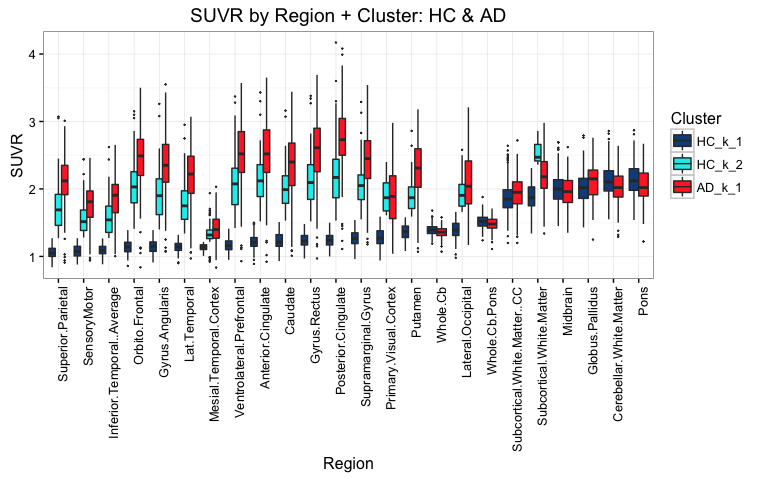 SUVR by Region + Cluster: HC & AD
SUVR
4
3
2
1
Superior.Parietal
SensoryMotor
Inferior.Temporal..Average
Orbito.Frontal
Gyrus.Angularis
Lat.Temporal
Mesial.Temporal.Cortex
Ventrolateral.Prefrontal
Anterior.Cingulate
Caudate
Gyrus.Rectus
Posterior.Cingulate
Supramarginal.Gyrus
Primary.Visual.Cortex
Putamen
Whole.Cb
Lateral.Occipital
Whole.Cb.Pons
Subcortical.White.Matter..CC
Subcortical.White.Matter
Midbrain
Globus.Pallidus
Cerebellar.White.Matter
Pons
Region
Cluster
HC_k_1
HC_k_2
AD_k_1